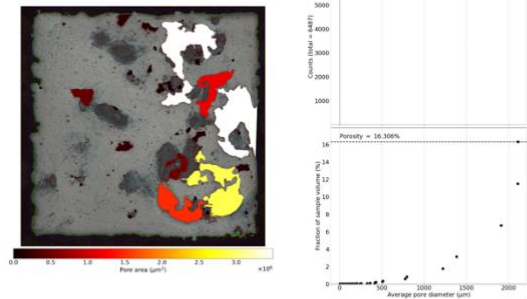 0.0 0.5 1.0 1.5 2.0 2.5 3.0
Pore area (μm²)
×10⁶
Counts (total = 6487)
5000
4000
3000
2000
1000
Porosity = 16.306%
Fraction of sample volume (%)
16
14
12
10
8
6
4
2
0
0 500 1000 1500 2000
Average pore diameter (μm)